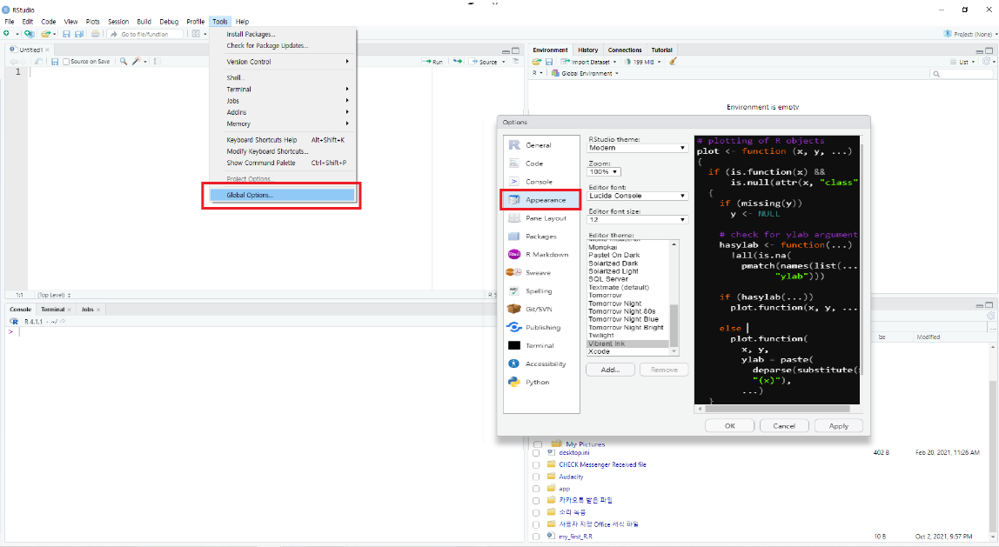 RStudio
File Edit Code View Plots Session Build Debug Profile Tools Help
Go to file/function
Project: (None)
Install Packages...
Check for Package Updates...
Version Control
Shell...
Terminal
Jobs
Addins
Memory
Keyboard Shortcuts Help Alt+Shift+K
Modify Keyboard Shortcuts...
Show Command Palette Ctrl+Shift+P
Project Options...
Global Options...
Untitled1
Source on Save
Run
Source
1
1:1 (Top Level)
R S
Console Terminal Jobs
R 4.1.1 · ~/
>
Environment History Connections Tutorial
Import Dataset 199 MiB
List
R Global Environment
Environment is empty
Options
General
Code
Console
Appearance
Pane Layout
Packages
R Markdown
Sweave
Spelling
Git/SVN
Publishing
Terminal
Accessibility
Python
RStudio theme:
Modern
Zoom:
100%
Editor font:
Lucida Console
Editor font size:
12
Editor theme:
Mono Industrial
Monokai
Pastel On Dark
Solarized Dark
Solarized Light
SQL Server
Textmate (default)
Tomorrow
Tomorrow Night
Tomorrow Night 80s
Tomorrow Night Blue
Tomorrow Night Bright
Twilight
Vibrant Ink
Xcode
Add... Remove
# plotting of R objects
plot <- function (x, y, ...)
{
if (is.function(x) &&
is.null(attr(x, "class"
{
if (missing(y))
y <- NULL
# check for ylab argument
hasylab <- function(...)
!all(is.na(
pmatch(names(list(...
"ylab")))
if (hasylab(...))
plot.function(x, y, ...
else
plot.function(
x, y,
ylab = paste(
deparse(substitute(
"(x)"),
...)
}
OK Cancel Apply
ize Modified
My Pictures
desktop.ini 402 B Feb 20, 2021, 11:26 AM
CHECK Messenger Received file
Audacity
app
카카오톡 받은 파일
소리 녹음
사용자 지정 Office 서식 파일
my_first_R.R 10 B Oct 2, 2021, 9:57 PM